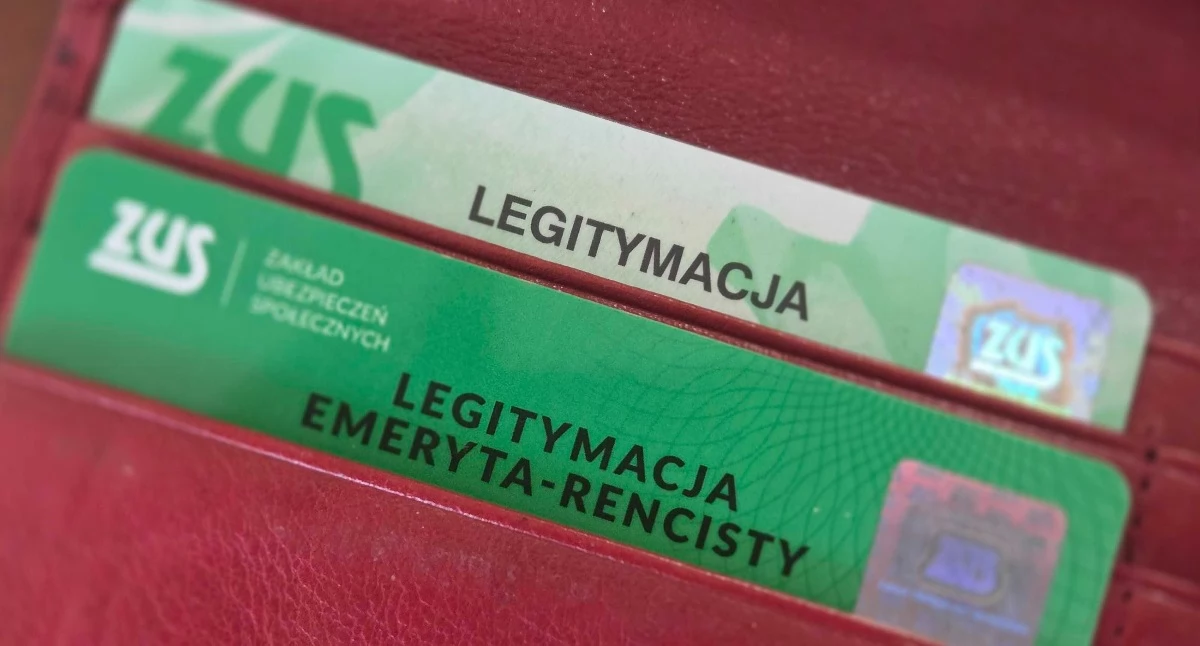 ZUS
LEGITYMACJA
ZUS
ZUS
ZAKŁAD
UBEZPIECZEŃ
SPOŁECZNYCH
LEGITYMACJA
EMERYTA-RENCISTY